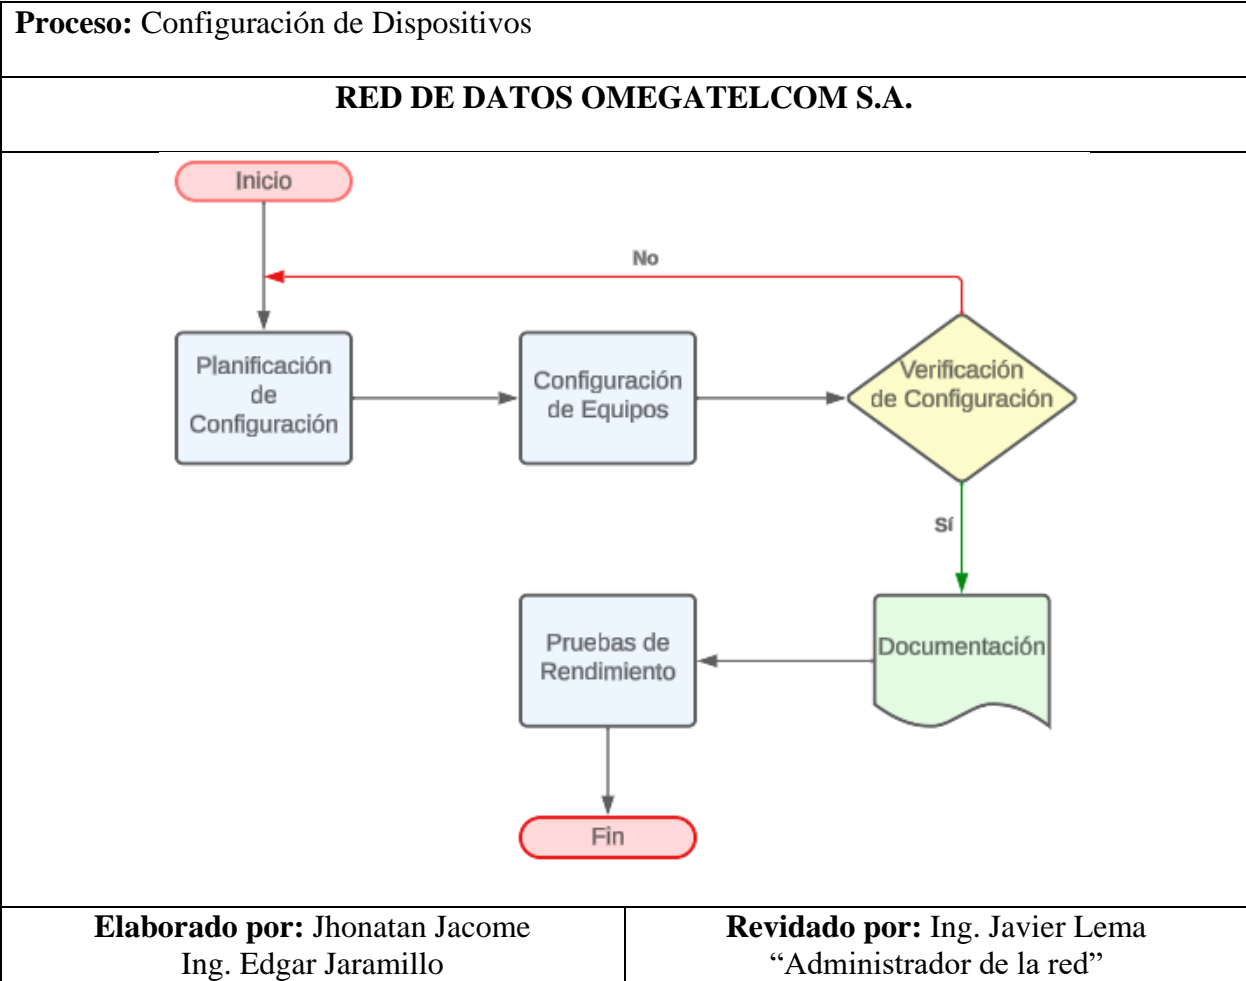 Proceso: Configuración de Dispositivos
RED DE DATOS OMEGATELCOM S.A.
Inicio
No
Planificación
de
Configuración
Configuración
de Equipos
Verificación
de Configuración
Sí
Documentación
Pruebas de
Rendimiento
Fin
Elaborado por: Jhonatan Jacome
Ing. Edgar Jaramillo
Revidado por: Ing. Javier Lema
“Administrador de la red”